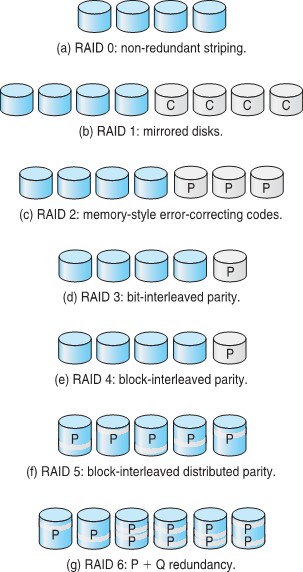 (a) RAID 0: non-redundant striping.
C C C C
(b) RAID 1: mirrored disks.
P P P
(c) RAID 2: memory-style error-correcting codes.
P
(d) RAID 3: bit-interleaved parity.
P
(e) RAID 4: block-interleaved parity.
P P P P P
(f) RAID 5: block-interleaved distributed parity.
P P P P P P
P P P P
(g) RAID 6: P + Q redundancy.